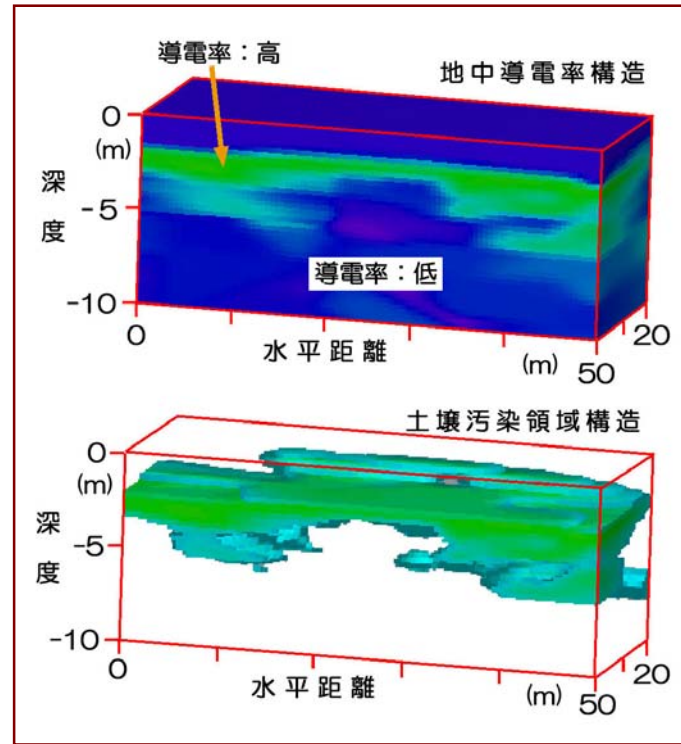 導電率：高
地中導電率構造
0
(m)
深度
-5
-10
導電率：低
0
水平距離
(m)
50
20
土壌汚染領域構造
0
(m)
深度
-5
-10
0
水平距離
(m)
50
20